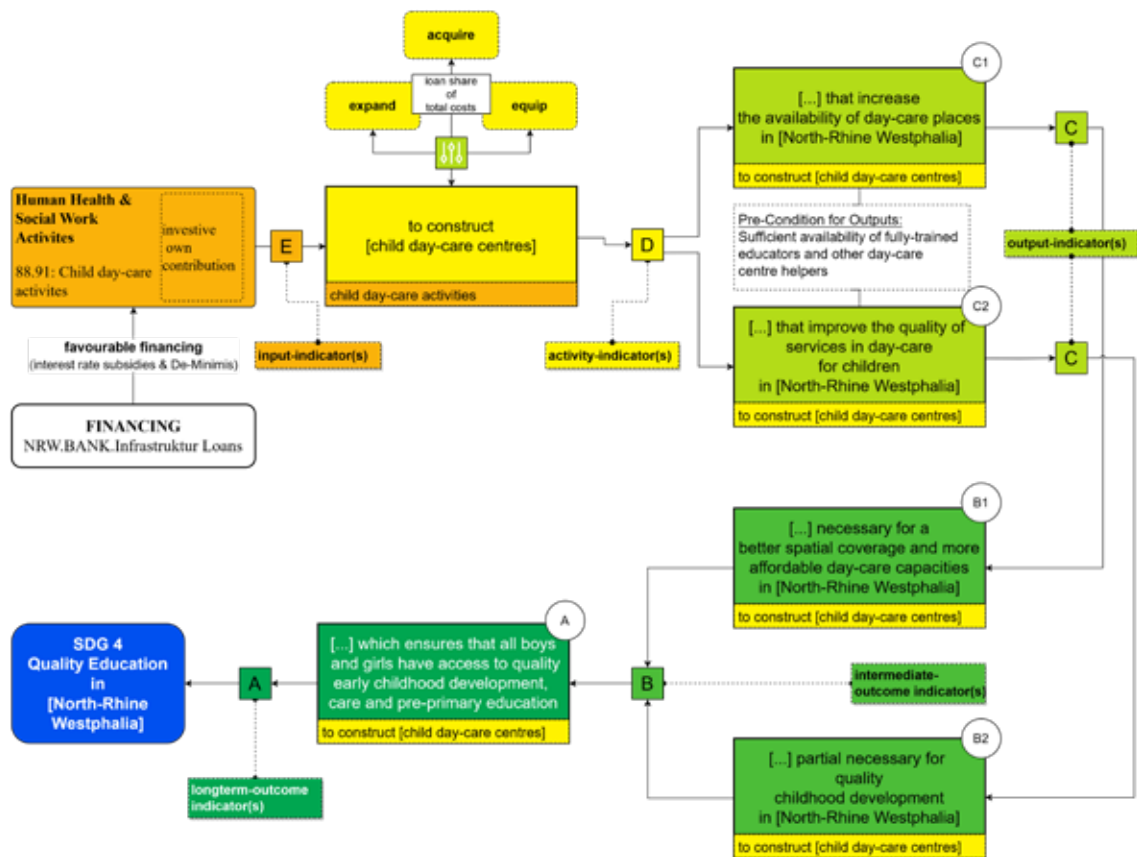 acquire
loan share
of
total costs
expand
equip
to construct
[child day-care centres]
child day-care activities
Human Health &
Social Work
Activites
88.91: Child day-care
activites
investive
own
contribution
E
input-indicator(s)
favourable financing
(interest rate subsidies & De-Minimis)
FINANCING
NRW.BANK.Infrastruktur Loans
D
activity-indicator(s)
C1
[...] that increase
the availability of day-care places
in [North-Rhine Westphalia]
to construct [child day-care centres]
Pre-Condition for Outputs:
Sufficient availability of fully-trained
educators and other day-care
centre helpers
C2
[...] that improve the quality of
services in day-care
for children
in [North-Rhine Westphalia]
to construct [child day-care centres]
C
output-indicator(s)
C
B1
[...] necessary for a
better spatial coverage and more
affordable day-care capacities
in [North-Rhine Westphalia]
to construct [child day-care centres]
B
intermediate-
outcome indicator(s)
B2
[...] partial necessary for
quality
childhood development
in [North-Rhine Westphalia]
to construct [child day-care centres]
A
[...] which ensures that all boys
and girls have access to quality
early childhood development,
care and pre-primary education
to construct [child day-care centres]
A
longterm-outcome
indicator(s)
SDG 4
Quality Education
in
[North-Rhine
Westphalia]